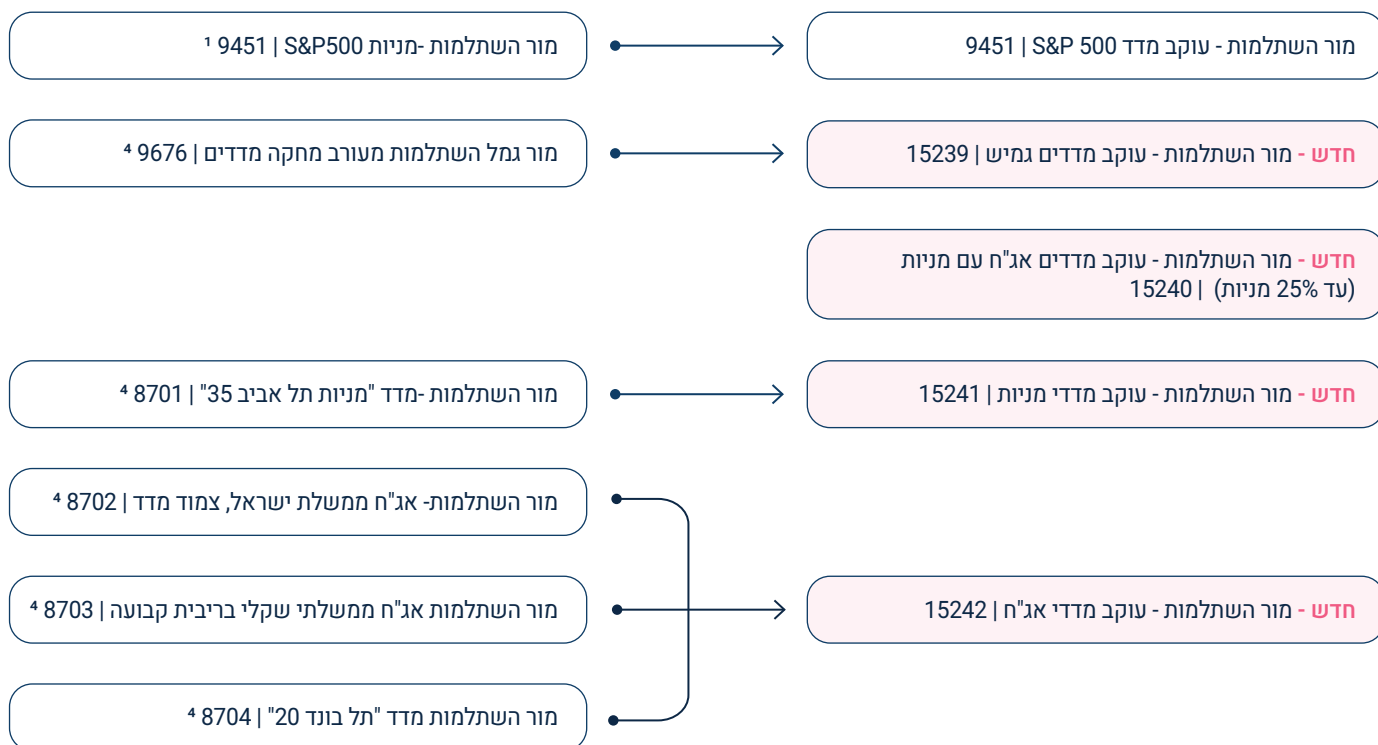 מור השתלמות -מניות S&P500 | 9451 ¹
מור השתלמות - עוקב מדד S&P 500 | 9451
מור גמל השתלמות מעורב מחקה מדדים | 9676 ⁴
חדש - מור השתלמות - עוקב מדדים גמיש | 15239
חדש - מור השתלמות - עוקב מדדים אג"ח עם מניות
(עד 25% מניות) | 15240
מור השתלמות -מדד "מניות תל אביב 35" | 8701 ⁴
חדש - מור השתלמות - עוקב מדדי מניות | 15241
מור השתלמות- אג"ח ממשלת ישראל, צמוד מדד | 8702 ⁴
מור השתלמות אג"ח ממשלתי שקלי בריבית קבועה | 8703 ⁴
חדש - מור השתלמות - עוקב מדדי אג"ח | 15242
מור השתלמות מדד "תל בונד 20" | 8704 ⁴